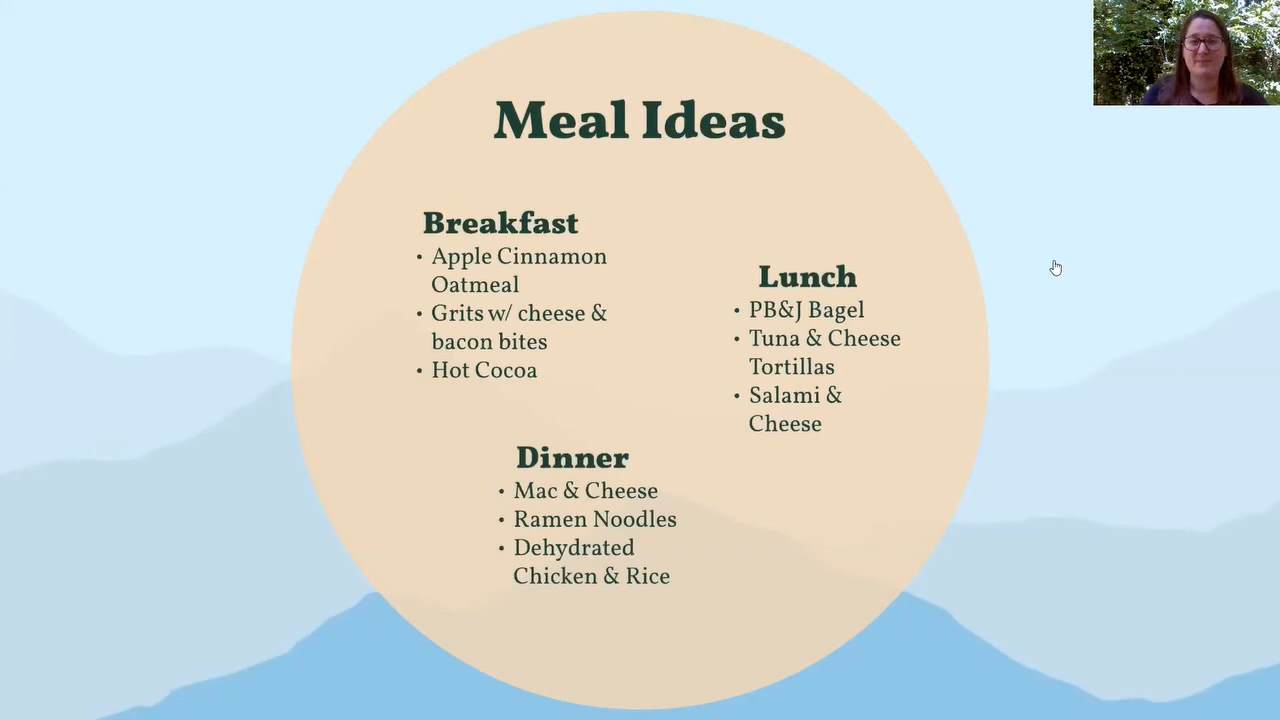 Meal Ideas
Breakfast
• Apple Cinnamon
Oatmeal
• Grits w/ cheese &
bacon bites
• Hot Cocoa
Lunch
• PB&J Bagel
• Tuna & Cheese
Tortillas
• Salami &
Cheese
Dinner
• Mac & Cheese
• Ramen Noodles
• Dehydrated
Chicken & Rice